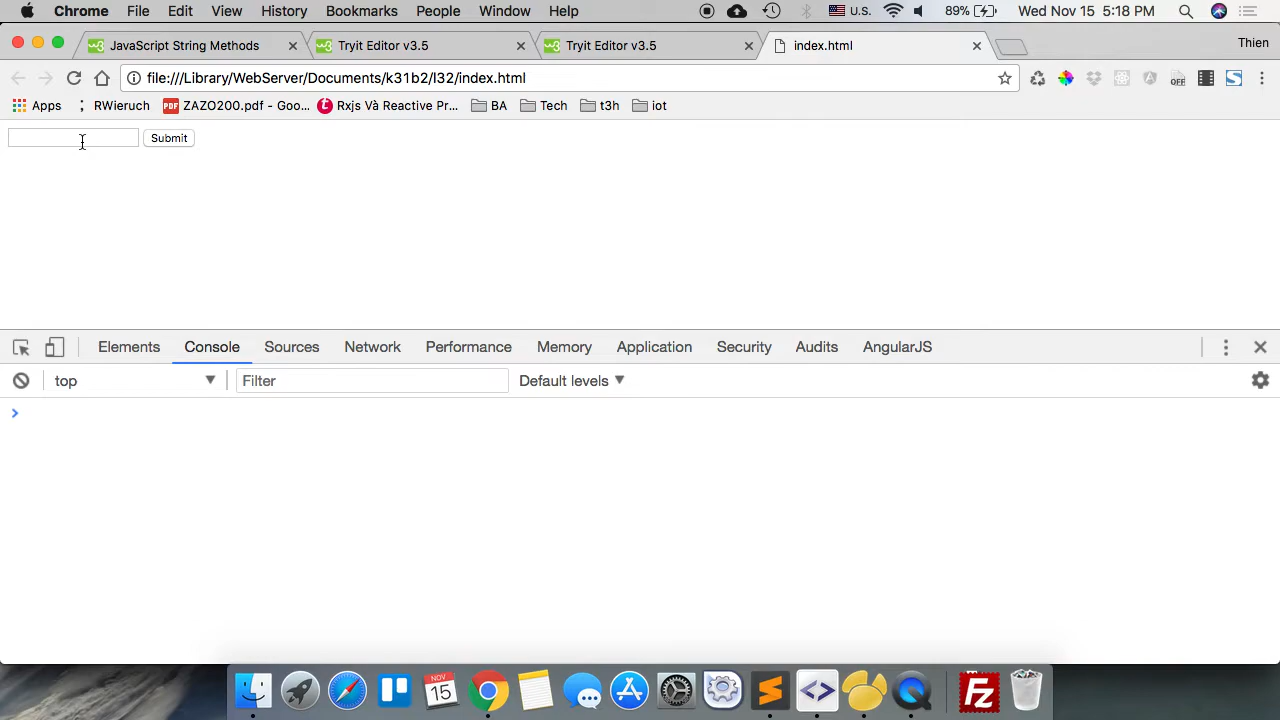 Chrome File Edit View History Bookmarks People Window Help U.S. 89% Wed Nov 15 5:18 PM
JavaScript String Methods Tryit Editor v3.5 Tryit Editor v3.5 index.html Thien
file:///Library/WebServer/Documents/k31b2/l32/index.html OFF
Apps RWieruch ZAZO200.pdf - Goo... Rxjs Và Reactive Pr... BA Tech t3h iot
Submit
Elements Console Sources Network Performance Memory Application Security Audits AngularJS
top Filter Default levels
NOV
15
Fz